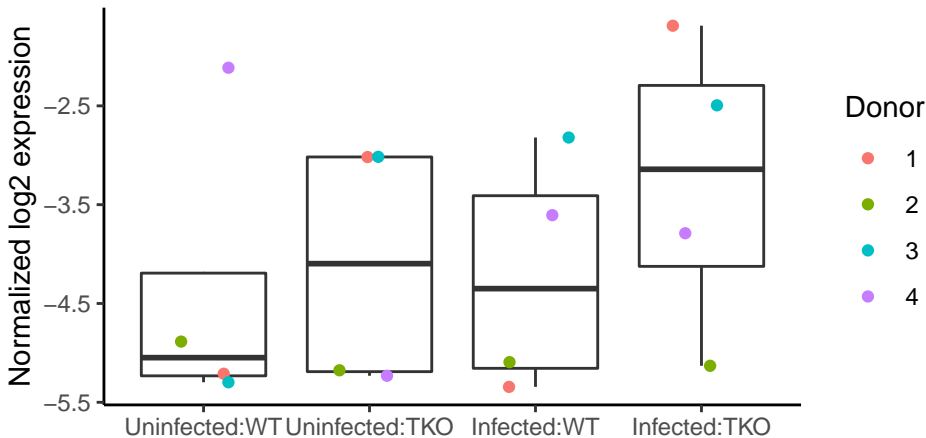 Normalized log2 expression
−2.5
−3.5
−4.5
−5.5
Uninfected:WT
Uninfected:TKO
Infected:WT
Infected:TKO
Donor
1
2
3
4